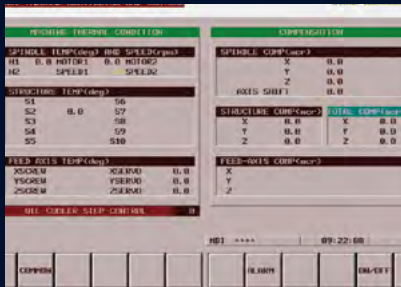 MACHINE THERMAL CONDITION
SPINDLE TEMP(deg) AND SPEED(rpm)
H1 0.0 MOTOR1 0.0 MOTOR2
H2 SPEED1 SPEED2
STRUCTURE TEMP(deg)
S1 S6
S2 0.0 S7
S3 S8
S4 S9
S5 S10
FEED AXIS TEMP(deg)
XSCREW XSERVO 0.0
YSCREW YSERVO 0.0
ZSCREW ZSERVO 0.0
OIL COOLER STEP-CONTROL 0
COMPENSATION
SPINDLE COMP(mcr)
X 0.0
Y 0.0
Z 0.0
AXIS SHIFT 0.0
STRUCTURE COMP(mcr) TOTAL COMP(mcr)
X 0.0 X 0.0
Y 0.0 Y 0.0
Z 0.0 Z 0.0
FEED-AXIS COMP(mcr)
X
Y
Z
MDI **** 09:22:08
COMMON ALARM ON/OFF